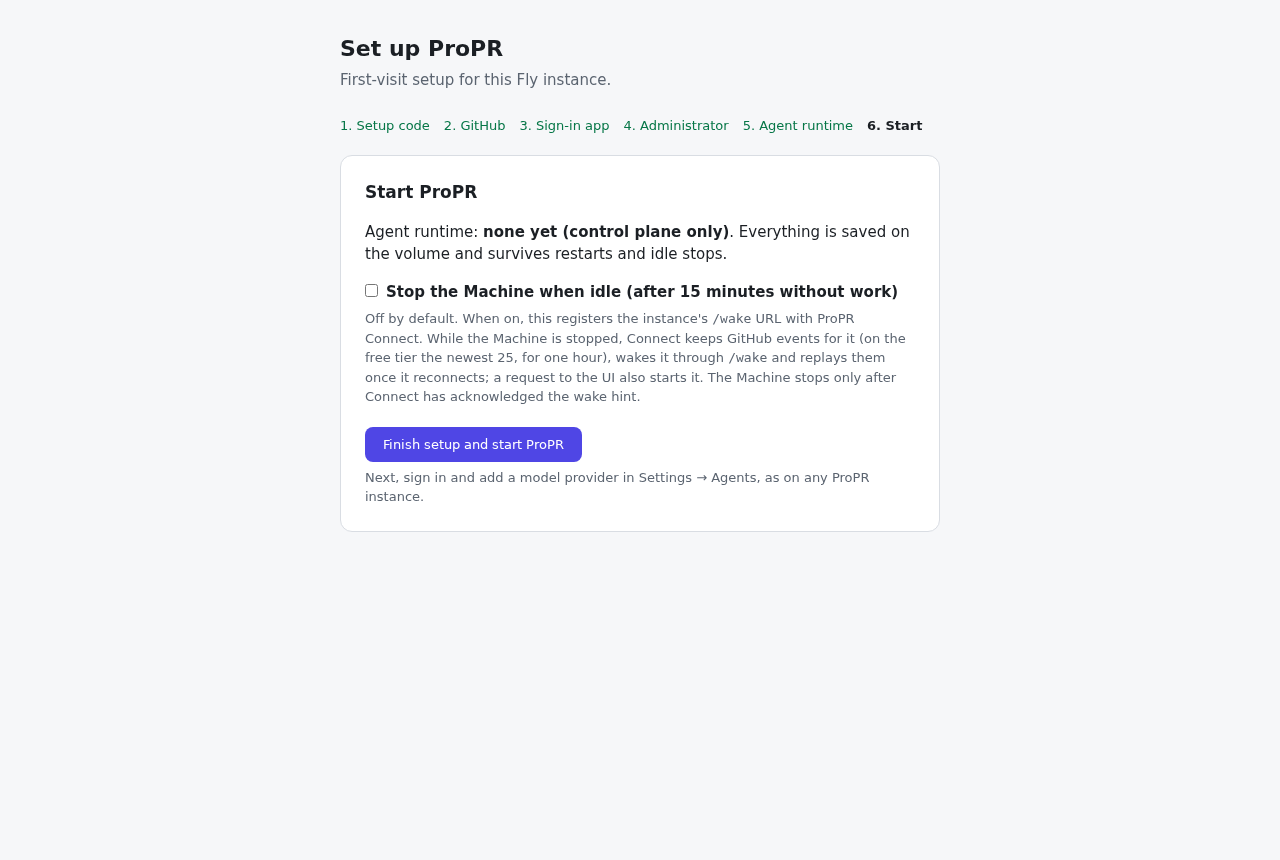 Set up ProPR
First-visit setup for this Fly instance.
1. Setup code 2. GitHub 3. Sign-in app 4. Administrator 5. Agent runtime 6. Start
Start ProPR
Agent runtime: none yet (control plane only). Everything is saved on
the volume and survives restarts and idle stops.
Stop the Machine when idle (after 15 minutes without work)
Off by default. When on, this registers the instance's /wake URL with ProPR
Connect. While the Machine is stopped, Connect keeps GitHub events for it (on the
free tier the newest 25, for one hour), wakes it through /wake and replays them
once it reconnects; a request to the UI also starts it. The Machine stops only after
Connect has acknowledged the wake hint.
Finish setup and start ProPR
Next, sign in and add a model provider in Settings → Agents, as on any ProPR
instance.